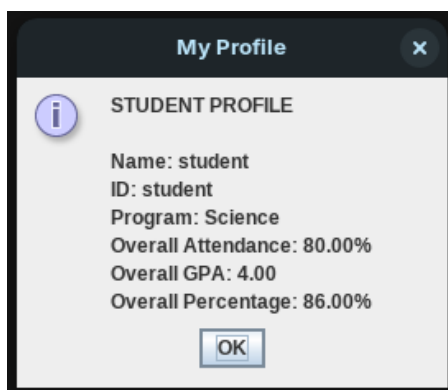 My Profile
STUDENT PROFILE
Name: student
ID: student
Program: Science
Overall Attendance: 80.00%
Overall GPA: 4.00
Overall Percentage: 86.00%
OK